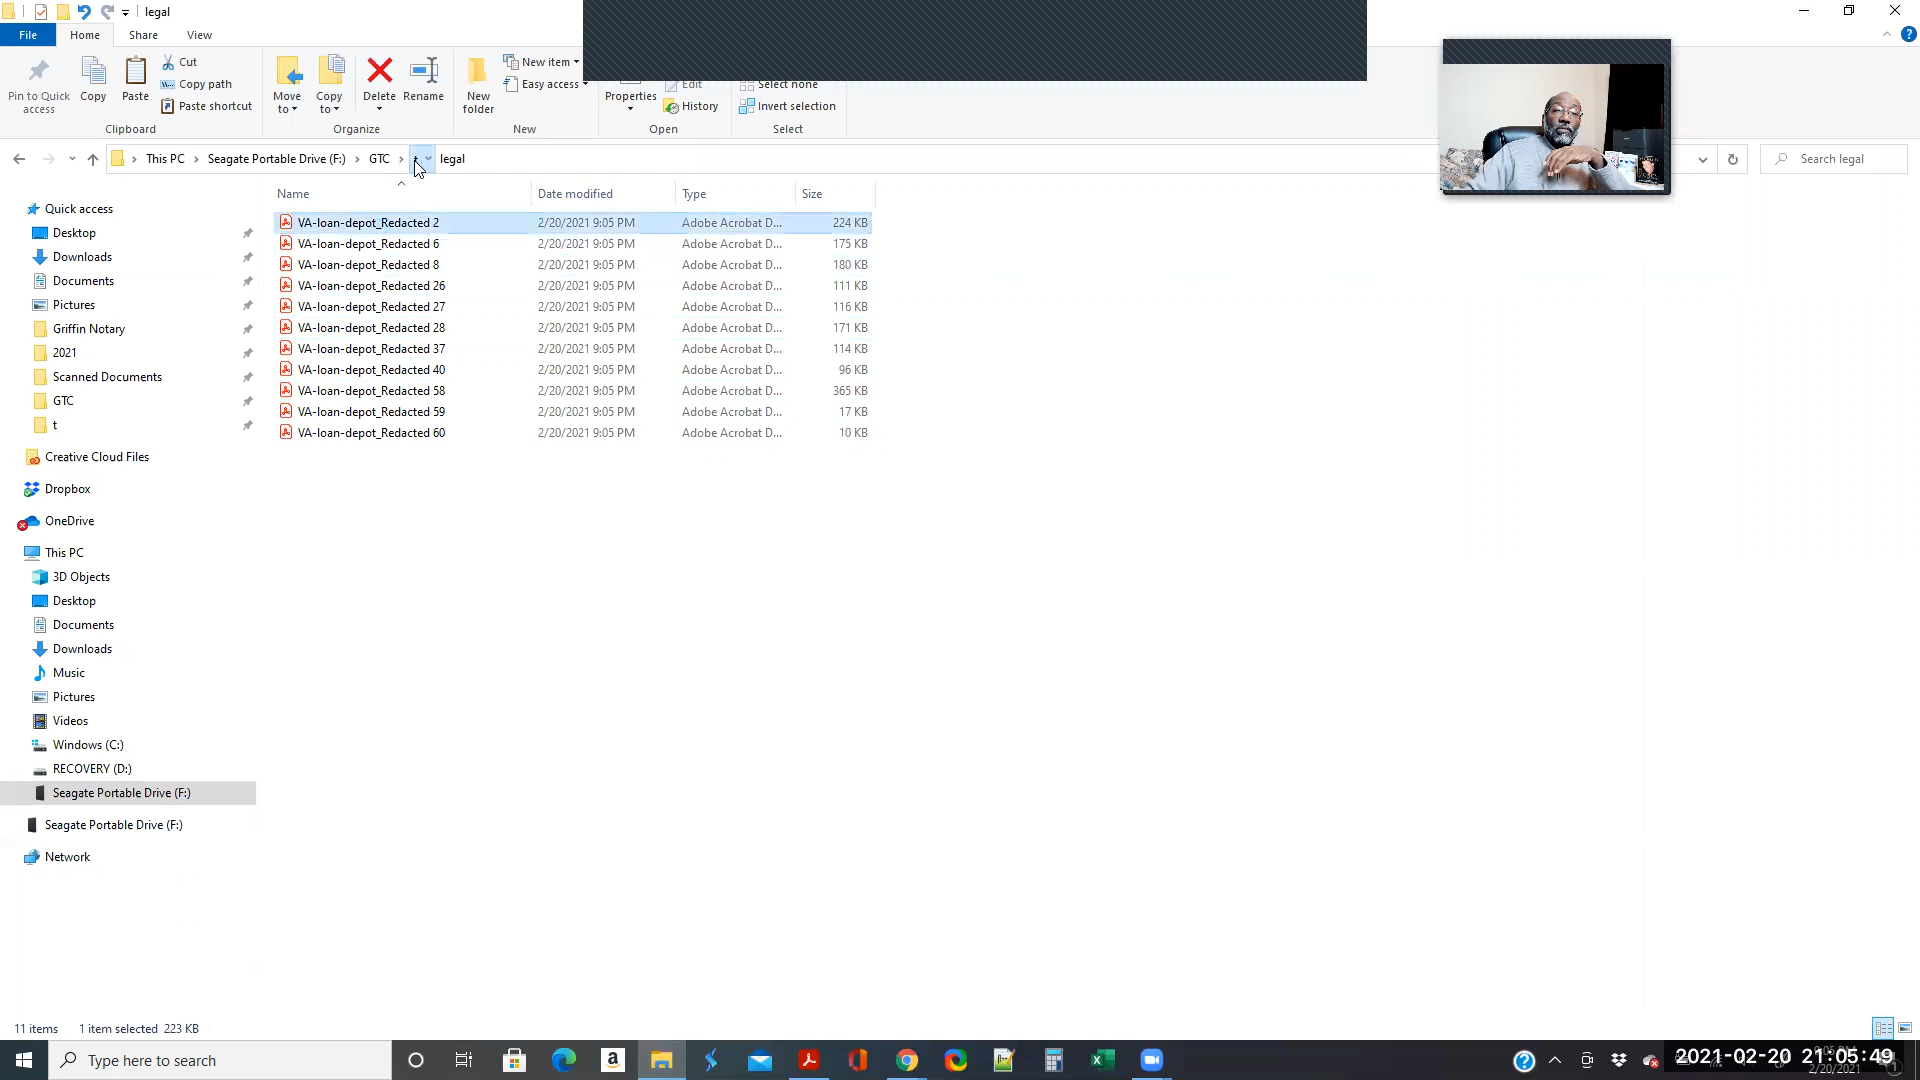 legal
File
Home
Share
View
Pin to Quick access
Copy
Paste
Cut
Copy path
Paste shortcut
Clipboard
Move to
Copy to
Delete
Rename
Organize
New folder
New item
Easy access
New
Properties
Edit
History
Open
Select none
Invert selection
Select
This PC
Seagate Portable Drive (F:)
GTC
legal
Search legal
Name
Date modified
Type
Size
VA-loan-depot_Redacted 2 2/20/2021 9:05 PM Adobe Acrobat D... 224 KB
VA-loan-depot_Redacted 6 2/20/2021 9:05 PM Adobe Acrobat D... 175 KB
VA-loan-depot_Redacted 8 2/20/2021 9:05 PM Adobe Acrobat D... 180 KB
VA-loan-depot_Redacted 26 2/20/2021 9:05 PM Adobe Acrobat D... 111 KB
VA-loan-depot_Redacted 27 2/20/2021 9:05 PM Adobe Acrobat D... 116 KB
VA-loan-depot_Redacted 28 2/20/2021 9:05 PM Adobe Acrobat D... 171 KB
VA-loan-depot_Redacted 37 2/20/2021 9:05 PM Adobe Acrobat D... 114 KB
VA-loan-depot_Redacted 40 2/20/2021 9:05 PM Adobe Acrobat D... 96 KB
VA-loan-depot_Redacted 58 2/20/2021 9:05 PM Adobe Acrobat D... 365 KB
VA-loan-depot_Redacted 59 2/20/2021 9:05 PM Adobe Acrobat D... 17 KB
VA-loan-depot_Redacted 60 2/20/2021 9:05 PM Adobe Acrobat D... 10 KB
Quick access
Desktop
Downloads
Documents
Pictures
Griffin Notary
2021
Scanned Documents
GTC
t
Creative Cloud Files
Dropbox
OneDrive
This PC
3D Objects
Desktop
Documents
Downloads
Music
Pictures
Videos
Windows (C:)
RECOVERY (D:)
Seagate Portable Drive (F:)
Seagate Portable Drive (F:)
Network
11 items
1 item selected 223 KB
Type here to search
2021-02-20 21:05:49
2/20/2021